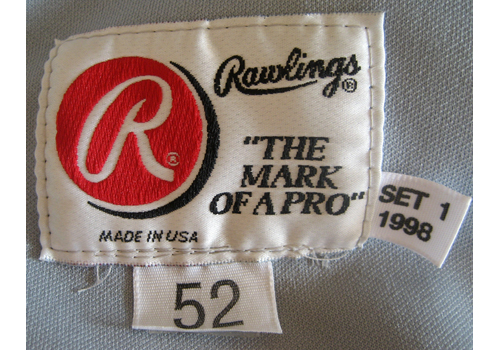 Rawlings®
R®
"THE
MARK
OF A PRO"
MADE IN USA
SET 1
1998
52